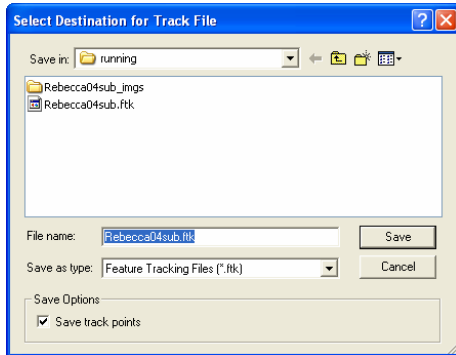 Select Destination for Track File
Save in: running
Rebecca04sub_imgs
Rebecca04sub.ftk
File name: Rebecca04sub.ftk Save
Save as type: Feature Tracking Files (*.ftk) Cancel
Save Options
Save track points